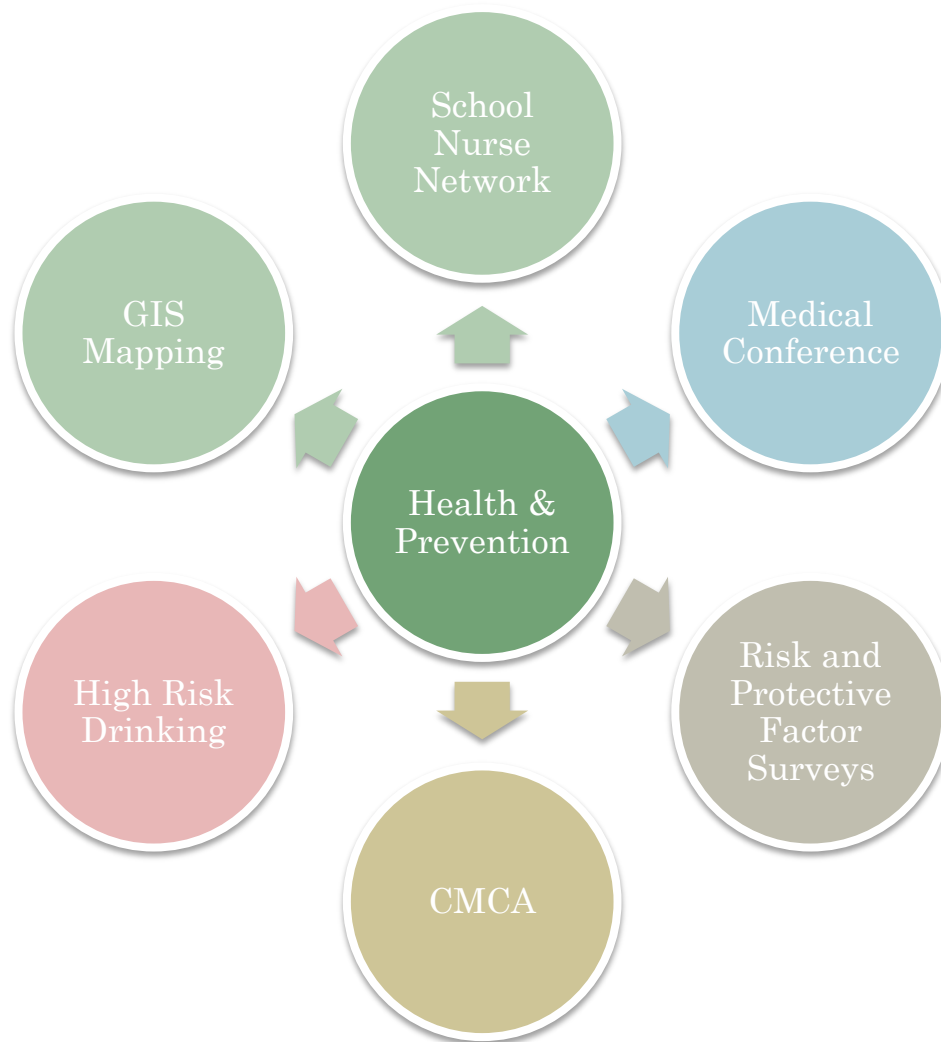 School
Nurse
Network
GIS
Mapping
Medical
Conference
Health &
Prevention
High Risk
Drinking
Risk and
Protective
Factor
Surveys
CMCA